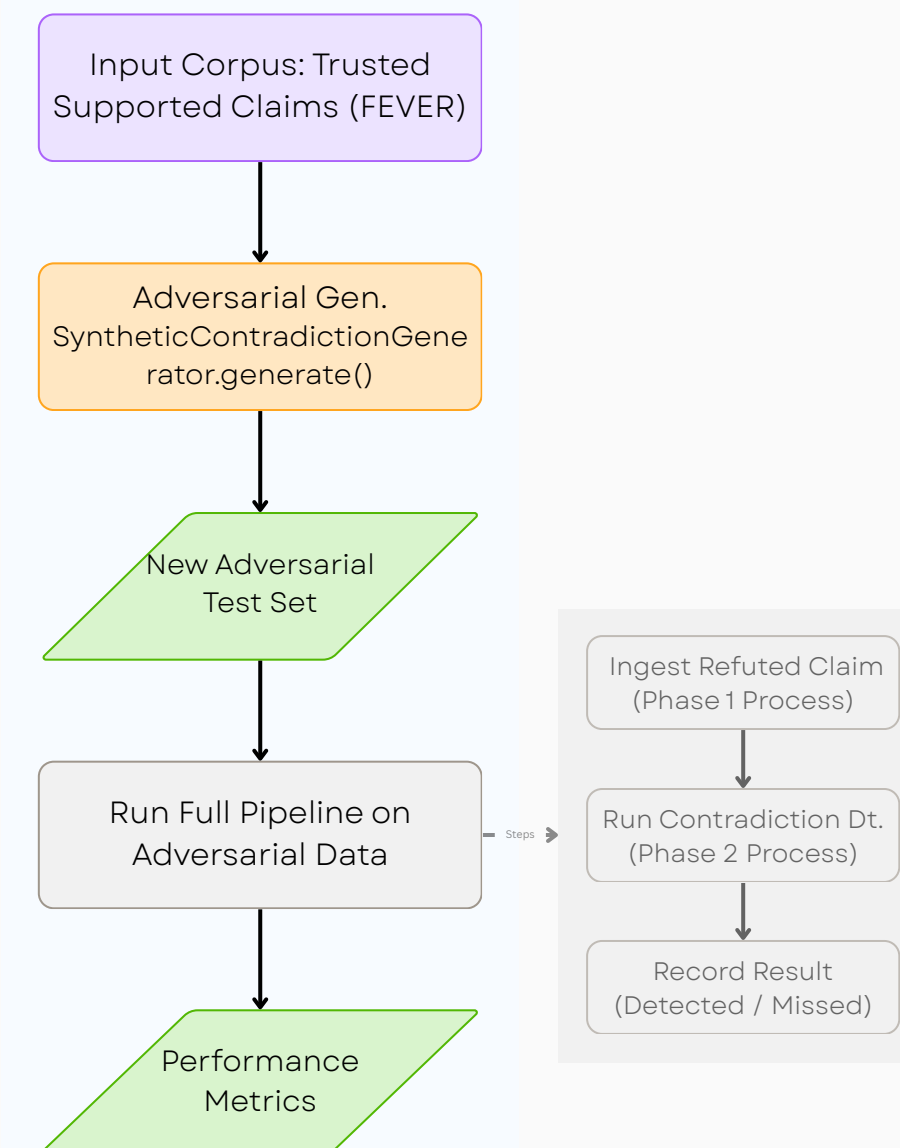 Input Corpus: Trusted
Supported Claims (FEVER)
Adversarial Gen.
SyntheticContradictionGene
rator.generate()
New Adversarial
Test Set
Run Full Pipeline on
Adversarial Data
Steps
Ingest Refuted Claim
(Phase 1 Process)
Run Contradiction Dt.
(Phase 2 Process)
Record Result
(Detected / Missed)
Performance
Metrics